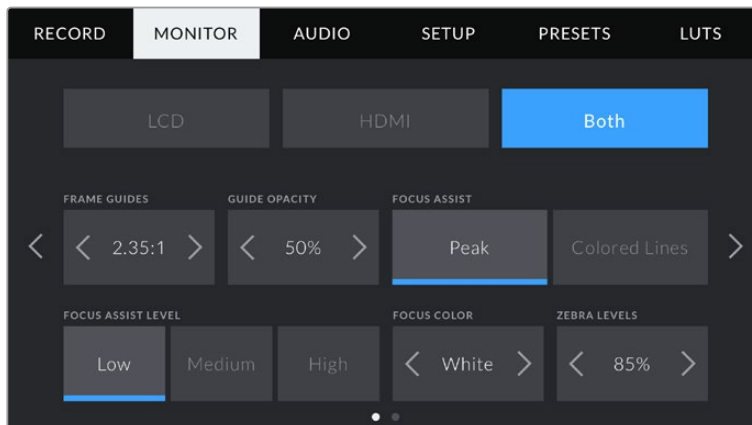 RECORD MONITOR AUDIO SETUP PRESETS LUTS
LCD HDMI Both
FRAME GUIDES GUIDE OPACITY FOCUS ASSIST
2.35:1 50% Peak Colored Lines
FOCUS ASSIST LEVEL FOCUS COLOR ZEBRA LEVELS
Low Medium High White 85%